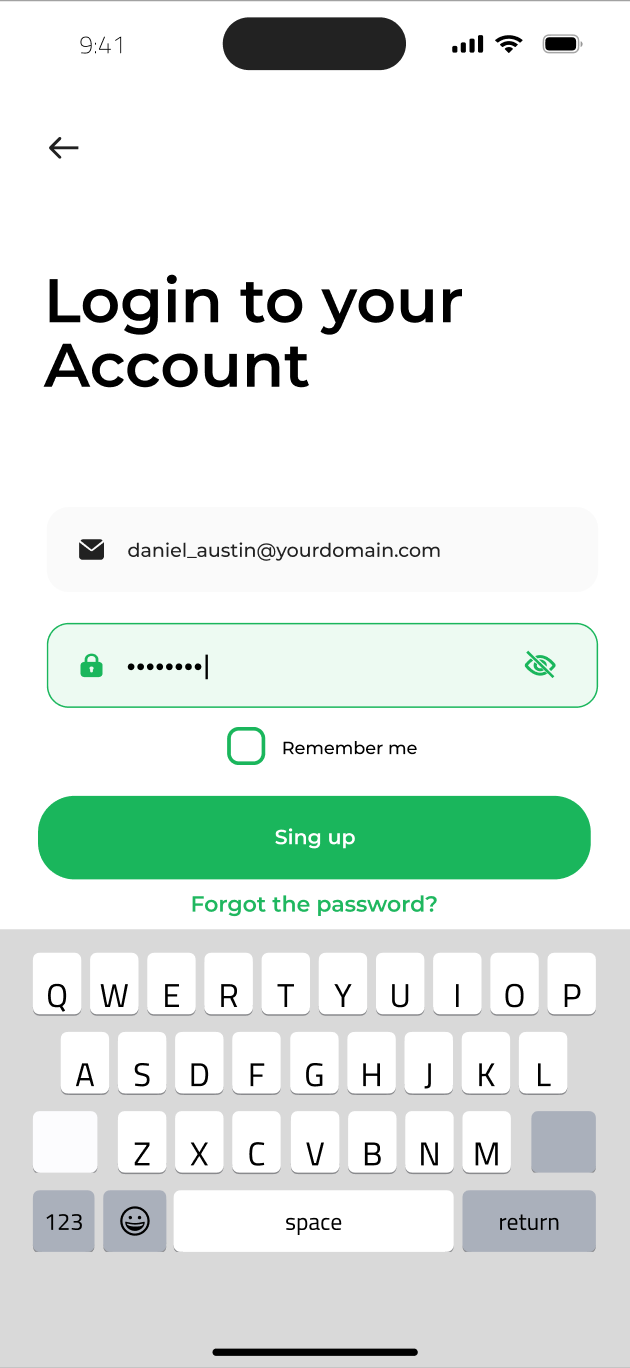 9:41
Login to your
Account
daniel_austin@yourdomain.com
••••••••
Remember me
Sing up
Forgot the password?
Q W E R T Y U I O P
A S D F G H J K L
Z X C V B N M
123 space return